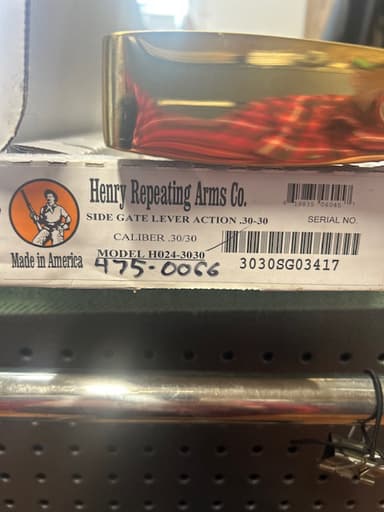 Henry Repeating Arms Co.
SIDE GATE LEVER ACTION .30-30
SERIAL NO.
CALIBER .30/30
MODEL H024-3030
Made in America
475-0066
3030SG03417